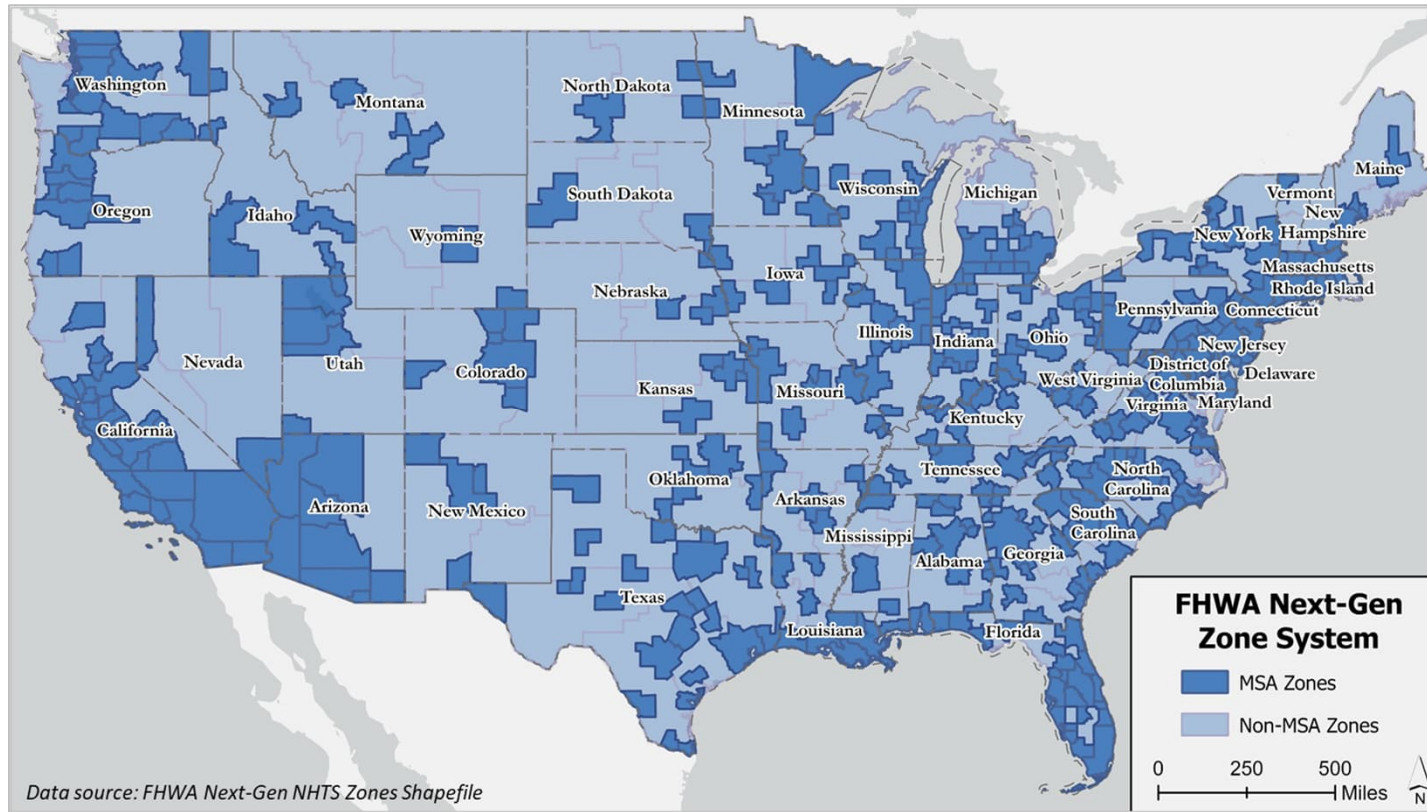 Washington
Montana
North Dakota
Minnesota
Maine
Oregon
Idaho
Wyoming
South Dakota
Wisconsin
Michigan
Vermont
New
Hampshire
New York
Massachusetts
Rhode Island
Connecticut
Nebraska
Iowa
Illinois
Indiana
Ohio
Pennsylvania
New Jersey
Nevada
Utah
Colorado
Kansas
Missouri
West Virginia
District of
Columbia
Delaware
Maryland
Virginia
Kentucky
California
Arizona
New Mexico
Oklahoma
Arkansas
Tennessee
North
Carolina
South
Carolina
Mississippi
Alabama
Georgia
Texas
Louisiana
Florida
FHWA Next-Gen
Zone System
MSA Zones
Non-MSA Zones
0 250 500
Miles
N
Data source: FHWA Next-Gen NHTS Zones Shapefile